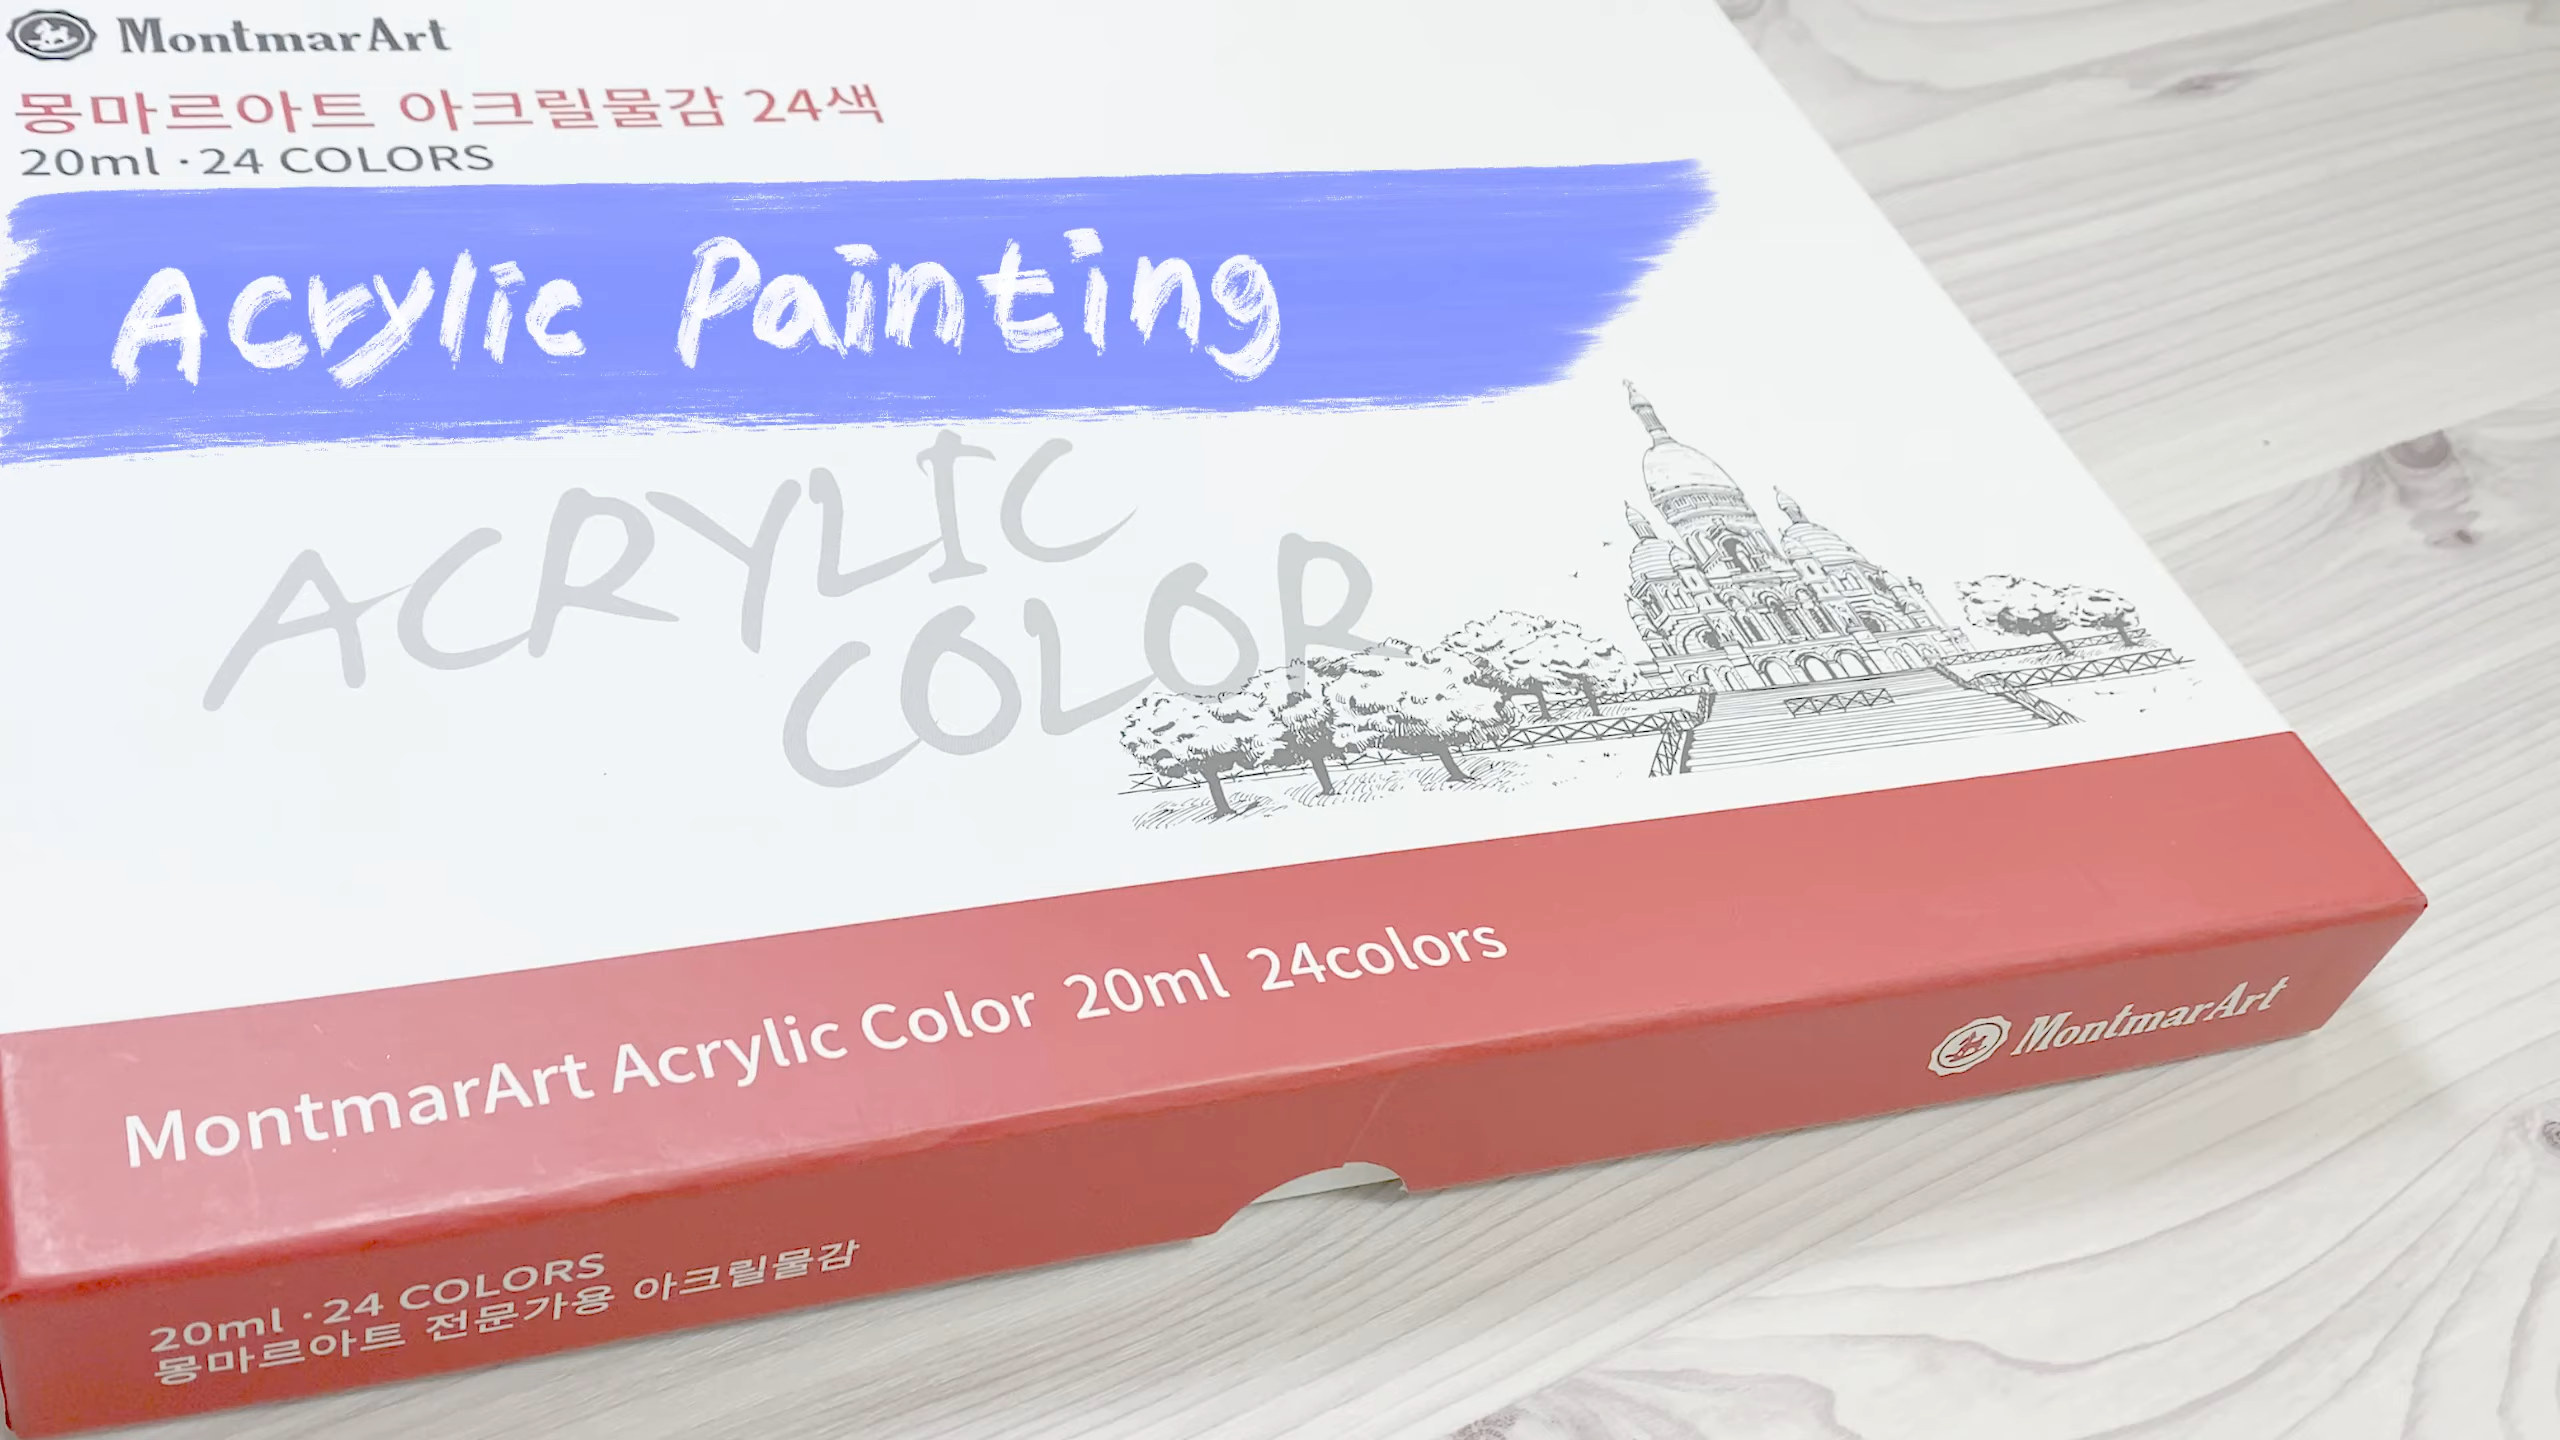 MontmarArt
몽마르아트 아크릴물감 24색
20ml · 24 COLORS
Acrylic Painting
ACRYLIC
COLOR
MontmarArt Acrylic Color 20ml 24colors
MontmarArt
20ml · 24 COLORS
몽마르아트 전문가용 아크릴물감